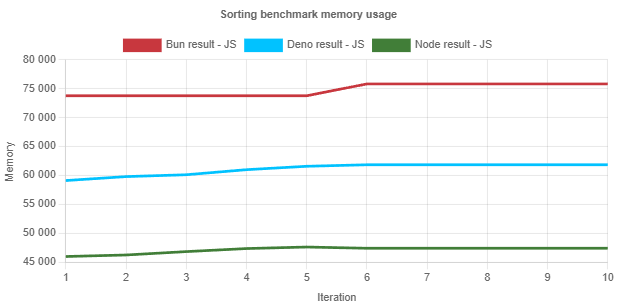 Sorting benchmark memory usage
Bun result - JS Deno result - JS Node result - JS
80 000
75 000
70 000
65 000
60 000
55 000
50 000
45 000
Memory
1 2 3 4 5 6 7 8 9 10
Iteration